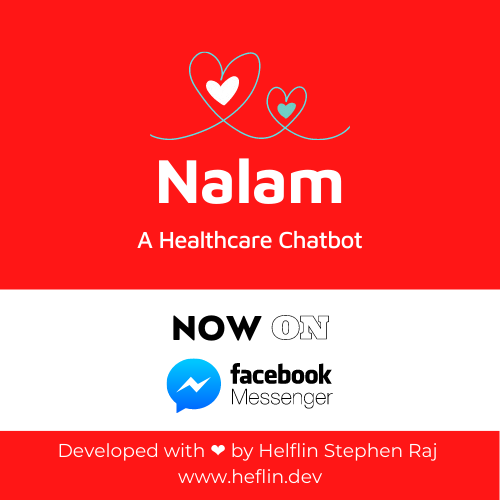 Nalam
A Healthcare Chatbot
NOW ON
facebook
Messenger
Developed with ❤ by Helflin Stephen Raj
www.heflin.dev